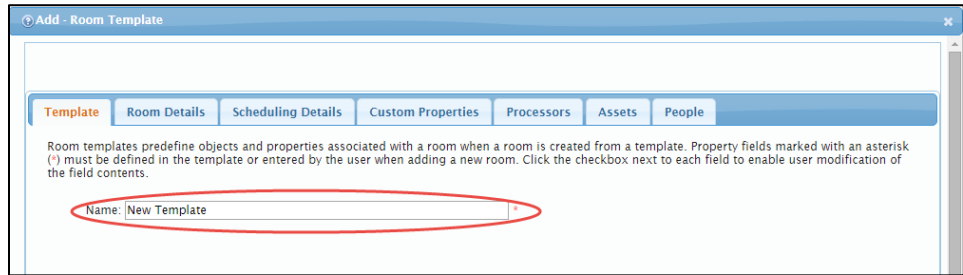 Add - Room Template
Template Room Details Scheduling Details Custom Properties Processors Assets People
Room templates predefine objects and properties associated with a room when a room is created from a template. Property fields marked with an asterisk
(*) must be defined in the template or entered by the user when adding a new room. Click the checkbox next to each field to enable user modification of
the field contents.
Name: New Template *